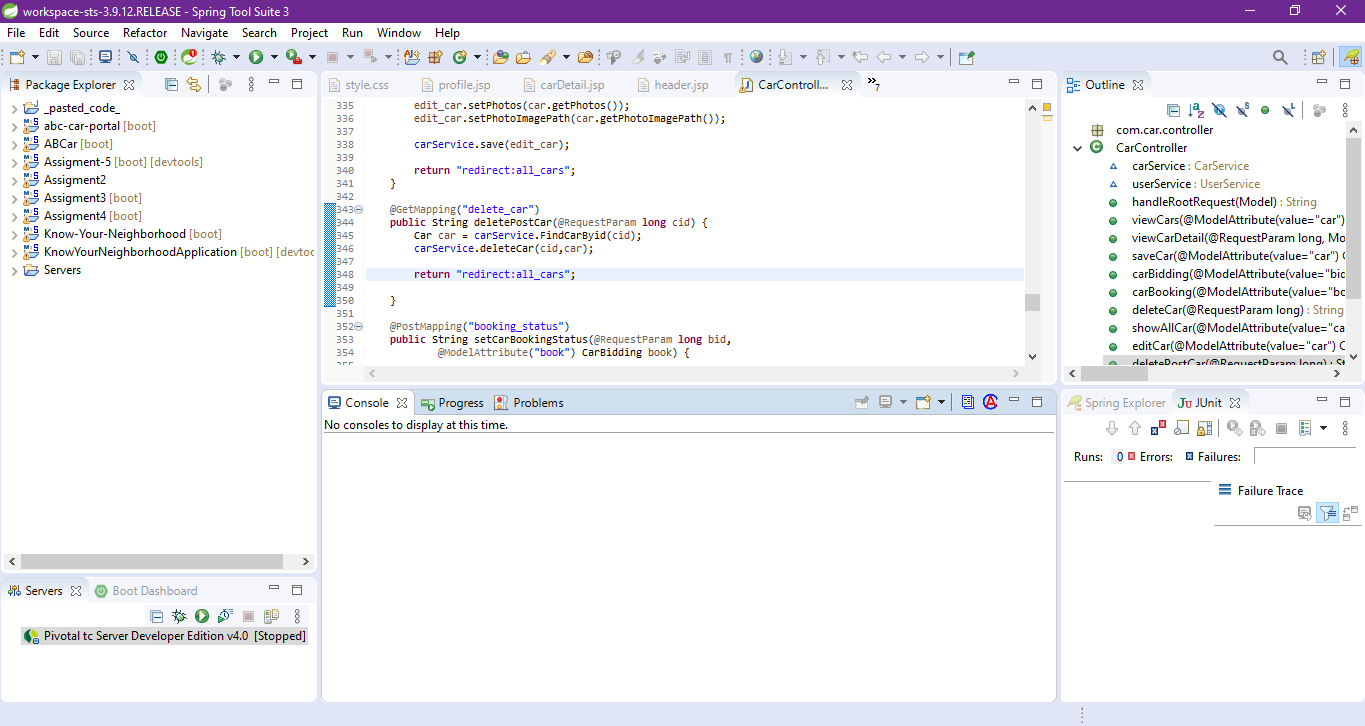 workspace-sts-3.9.12.RELEASE - Spring Tool Suite 3
File Edit Source Refactor Navigate Search Project Run Window Help
Package Explorer
_pasted_code_
abc-car-portal [boot]
ABCar [boot]
Assigment-5 [boot] [devtools]
Assigment2
Assigment3 [boot]
Assigment4 [boot]
Know-Your-Neighborhood [boot]
KnowYourNeighborhoodApplication [boot] [devtoc
Servers
style.css profile.jsp carDetail.jsp header.jsp CarControll... »7
335 edit_car.setPhotos(car.getPhotos());
336 edit_car.setPhotoImagePath(car.getPhotoImagePath());
337
338 carService.save(edit_car);
339
340 return "redirect:all_cars";
341 }
342
343 @GetMapping("delete_car")
344 public String deletePostCar(@RequestParam long cid) {
345 Car car = carService.FindCarByid(cid);
346 carService.deleteCar(cid,car);
347
348 return "redirect:all_cars";
349
350 }
351
352 @PostMapping("booking_status")
353 public String setCarBookingStatus(@RequestParam long bid,
354 @ModelAttribute("book") CarBidding book) {
355
Outline
com.car.controller
CarController
carService : CarService
userService : UserService
handleRootRequest(Model) : String
viewCars(@ModelAttribute(value="car")
viewCarDetail(@RequestParam long, Mo
saveCar(@ModelAttribute(value="car") C
carBidding(@ModelAttribute(value="bid
carBooking(@ModelAttribute(value="bo
deleteCar(@RequestParam long) : String
showAllCar(@ModelAttribute(value="ca
editCar(@ModelAttribute(value="car") C
deletePostCar(@RequestParam long) : St
Console Progress Problems
No consoles to display at this time.
Spring Explorer JUnit
Runs: 0 Errors: Failures:
Failure Trace
Servers Boot Dashboard
Pivotal tc Server Developer Edition v4.0 [Stopped]